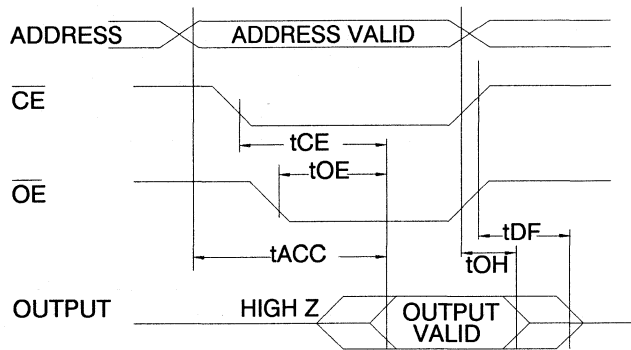 ADDRESS
ADDRESS VALID
CE
tCE
tOE
OE
tDF
tACC
tOH
OUTPUT
HIGH Z
OUTPUT
VALID